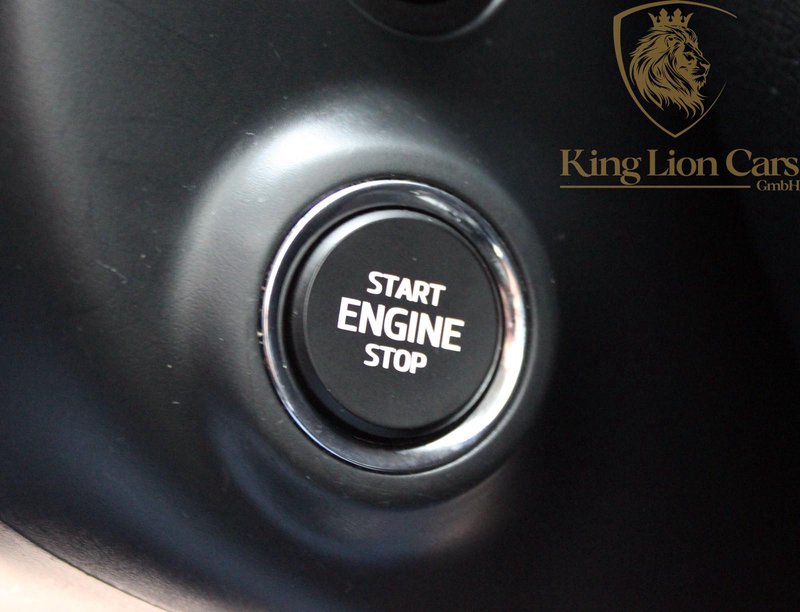 King Lion Cars
GmbH
START
ENGINE
STOP